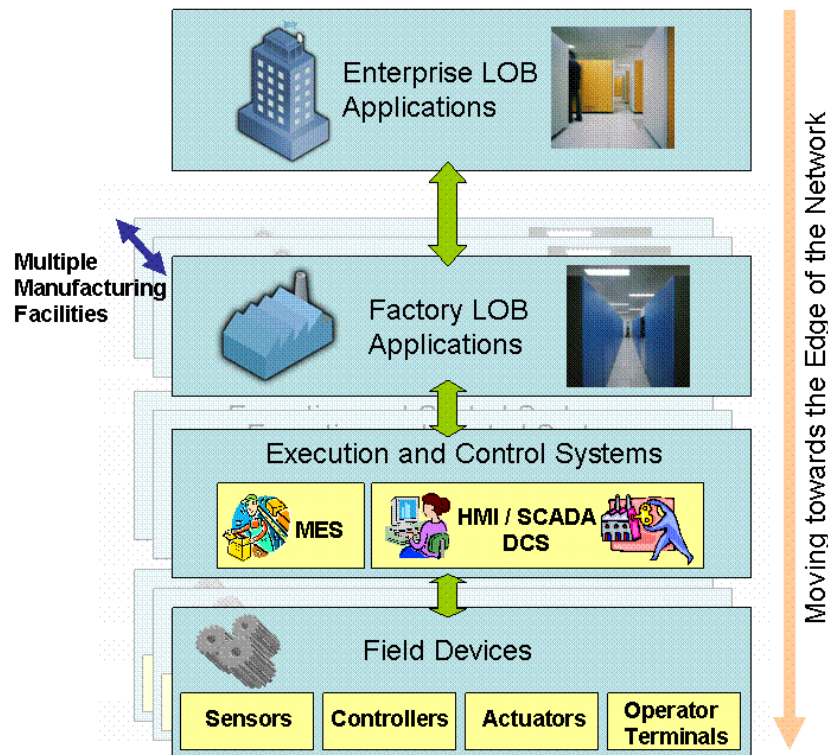 Enterprise LOB
Applications
Multiple
Manufacturing
Facilities
Factory LOB
Applications
Execution and Control Systems
MES
HMI / SCADA
DCS
Field Devices
Sensors
Controllers
Actuators
Operator
Terminals
Moving towards the Edge of the Network